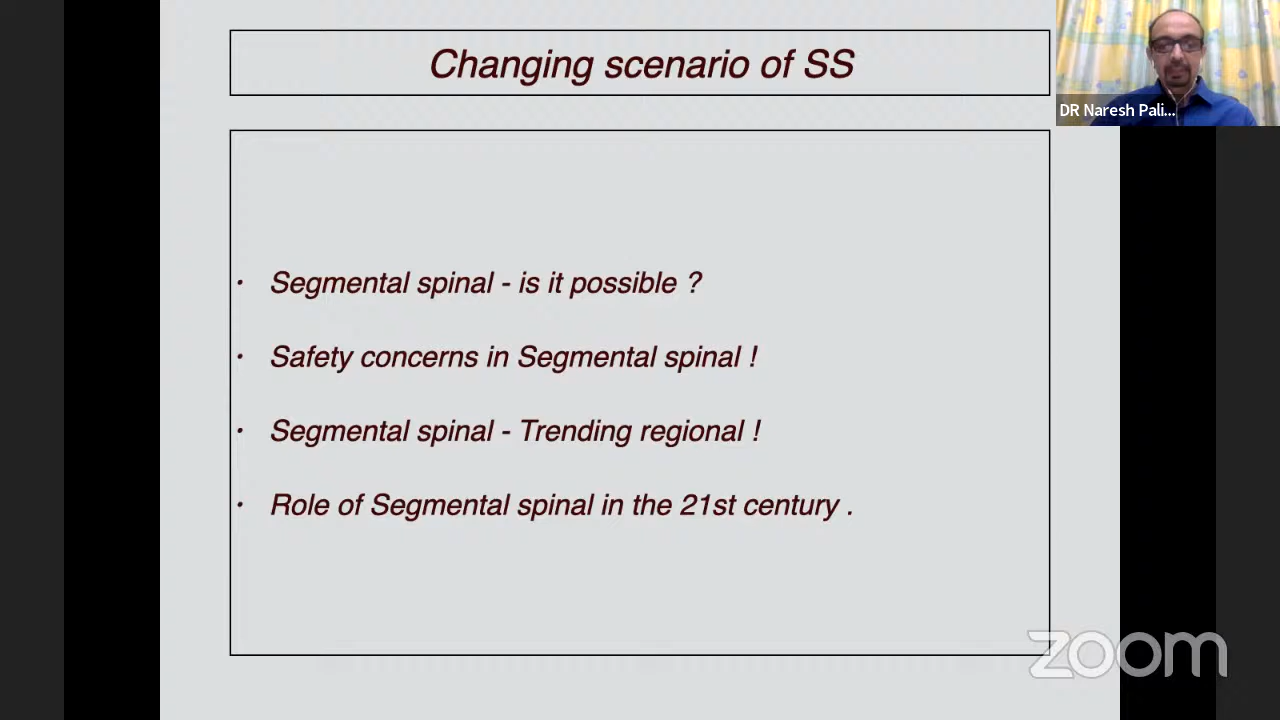 Changing scenario of SS
DR Naresh Pali...
• Segmental spinal - is it possible ?
• Safety concerns in Segmental spinal !
• Segmental spinal - Trending regional !
• Role of Segmental spinal in the 21st century .
zoom